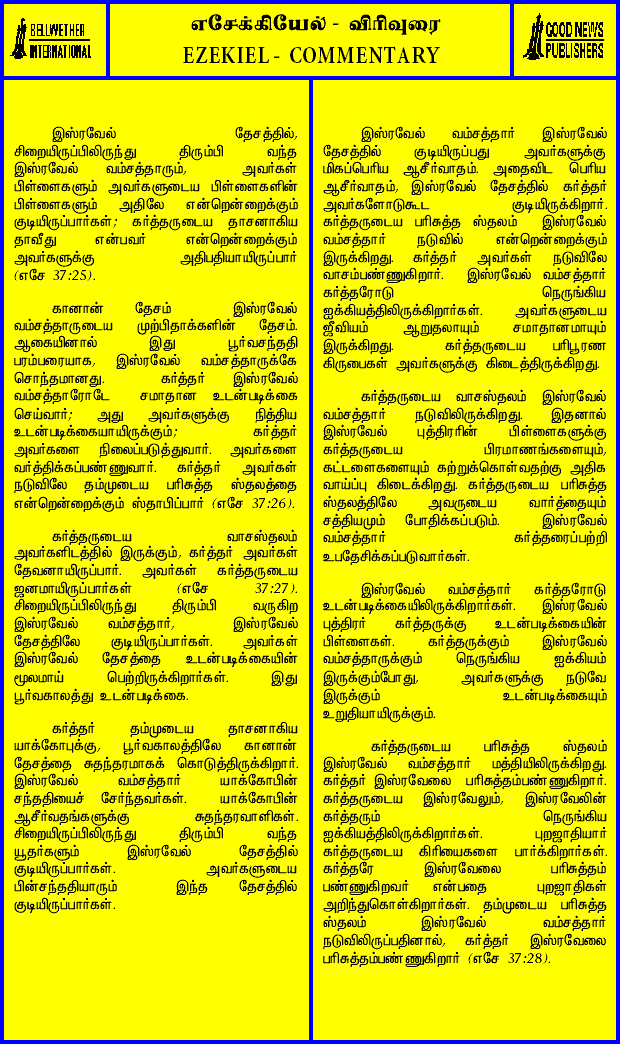 BELLWETHER
INTERNATIONAL
எசேக்கியேல் - விரிவுரை
EZEKIEL - COMMENTARY
GOOD NEWS
PUBLISHERS
இஸ்ரவேல் தேசத்தில்,
சிறையிருப்பிலிருந்து திரும்பி வந்த
இஸ்ரவேல் வம்சத்தாரும், அவர்கள்
பிள்ளைகளும் அவர்களுடைய பிள்ளைகளின்
பிள்ளைகளும் அதிலே என்றென்றைக்கும்
குடியிருப்பார்கள்; கர்த்தருடைய தாசனாகிய
தாவீது என்பவர் என்றென்றைக்கும்
அவர்களுக்கு அதிபதியாயிருப்பார்
(எசே 37:25).
கானான் தேசம் இஸ்ரவேல்
வம்சத்தாருடைய முற்பிதாக்களின் தேசம்.
ஆகையினால் இது பூர்வசந்ததி
பரம்பரையாக, இஸ்ரவேல் வம்சத்தாருக்கே
சொந்தமானது. கர்த்தர் இஸ்ரவேல்
வம்சத்தாரோடே சமாதான உடன்படிக்கை
செய்வார்; அது அவர்களுக்கு நித்திய
உடன்படிக்கையாயிருக்கும்; கர்த்தர்
அவர்களை நிலைப்படுத்துவார். அவர்களை
வர்த்திக்கப்பண்ணுவார். கர்த்தர் அவர்கள்
நடுவிலே தம்முடைய பரிசுத்த ஸ்தலத்தை
என்றென்றைக்கும் ஸ்தாபிப்பார் (எசே 37:26).
கர்த்தருடைய வாசஸ்தலம்
அவர்களிடத்தில் இருக்கும், கர்த்தர் அவர்கள்
தேவனாயிருப்பார். அவர்கள் கர்த்தருடைய
ஜனமாயிருப்பார்கள் (எசே 37:27).
சிறையிருப்பிலிருந்து திரும்பி வருகிற
இஸ்ரவேல் வம்சத்தார், இஸ்ரவேல்
தேசத்திலே குடியிருப்பார்கள். அவர்கள்
இஸ்ரவேல் தேசத்தை உடன்படிக்கையின்
மூலமாய் பெற்றிருக்கிறார்கள். இது
பூர்வகாலத்து உடன்படிக்கை.
கர்த்தர் தம்முடைய தாசனாகிய
யாக்கோபுக்கு, பூர்வகாலத்திலே கானான்
தேசத்தை சுதந்தரமாகக் கொடுத்திருக்கிறார்.
இஸ்ரவேல் வம்சத்தார் யாக்கோபின்
சந்ததியைச் சேர்ந்தவர்கள். யாக்கோபின்
ஆசீர்வதங்களுக்கு சுதந்தரவாளிகள்.
சிறையிருப்பிலிருந்து திரும்பி வந்த
யூதர்களும் இஸ்ரவேல் தேசத்தில்
குடியிருப்பார்கள். அவர்களுடைய
பின்சந்ததியாரும் இந்த தேசத்தில்
குடியிருப்பார்கள்.
இஸ்ரவேல் வம்சத்தார் இஸ்ரவேல்
தேசத்தில் குடியிருப்பது அவர்களுக்கு
மிகப்பெரிய ஆசீர்வாதம். அதைவிட பெரிய
ஆசீர்வாதம், இஸ்ரவேல் தேசத்தில் கர்த்தர்
அவர்களோடுகூட குடியிருக்கிறார்.
கர்த்தருடைய பரிசுத்த ஸ்தலம் இஸ்ரவேல்
வம்சத்தார் நடுவில் என்றென்றைக்கும்
இருக்கிறது. கர்த்தர் அவர்கள் நடுவிலே
வாசம்பண்ணுகிறார். இஸ்ரவேல் வம்சத்தார்
கர்த்தரோடு நெருங்கிய
ஐக்கியத்திலிருக்கிறார்கள். அவர்களுடைய
ஜீவியம் ஆறுதலாயும் சமாதானமாயும்
இருக்கிறது. கர்த்தருடைய பரிபூரண
கிருபைகள் அவர்களுக்கு கிடைத்திருக்கிறது.
கர்த்தருடைய வாசஸ்தலம் இஸ்ரவேல்
வம்சத்தார் நடுவிலிருக்கிறது. இதனால்
இஸ்ரவேல் புத்திரரின் பிள்ளைகளுக்கு
கர்த்தருடைய பிரமாணங்களையும்,
கட்டளைகளையும் கற்றுக்கொள்வதற்கு அதிக
வாய்ப்பு கிடைக்கிறது. கர்த்தருடைய பரிசுத்த
ஸ்தலத்திலே அவருடைய வார்த்தையும்
சத்தியமும் போதிக்கப்படும். இஸ்ரவேல்
வம்சத்தார் கர்த்தரைப்பற்றி
உபதேசிக்கப்படுவார்கள்.
இஸ்ரவேல் வம்சத்தார் கர்த்தரோடு
உடன்படிக்கையிலிருக்கிறார்கள். இஸ்ரவேல்
புத்திரர் கர்த்தருக்கு உடன்படிக்கையின்
பிள்ளைகள். கர்த்தருக்கும் இஸ்ரவேல்
வம்சத்தாருக்கும் நெருங்கிய ஐக்கியம்
இருக்கும்போது, அவர்களுக்கு நடுவே
இருக்கும் உடன்படிக்கையும்
உறுதியாயிருக்கும்.
கர்த்தருடைய பரிசுத்த ஸ்தலம்
இஸ்ரவேல் வம்சத்தார் மத்தியிலிருக்கிறது.
கர்த்தர் இஸ்ரவேலை பரிசுத்தம்பண்ணுகிறார்.
கர்த்தருடைய இஸ்ரவேலும், இஸ்ரவேலின்
கர்த்தரும் நெருங்கிய
ஐக்கியத்திலிருக்கிறார்கள். புறஜாதியார்
கர்த்தருடைய கிரியைகளை பார்க்கிறார்கள்.
கர்த்தரே இஸ்ரவேலை பரிசுத்தம்
பண்ணுகிறவர் என்பதை புறஜாதிகள்
அறிந்துகொள்கிறார்கள். தம்முடைய பரிசுத்த
ஸ்தலம் இஸ்ரவேல் வம்சத்தார்
நடுவிலிருப்பதினால், கர்த்தர் இஸ்ரவேலை
பரிசுத்தம்பண்ணுகிறார் (எசே 37:28).